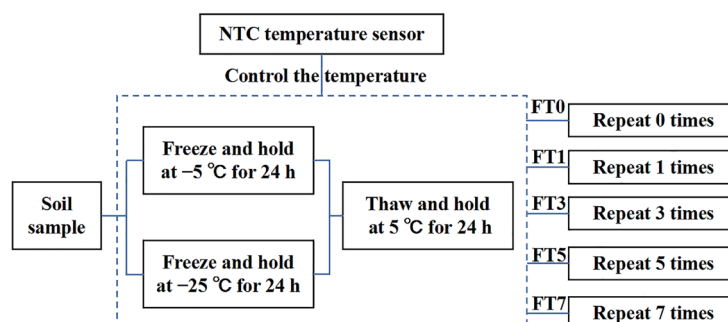 NTC temperature sensor
Control the temperature
FT0
Repeat 0 times
Freeze and hold
at −5 ℃ for 24 h
FT1
Repeat 1 times
Soil
sample
Thaw and hold
at 5 ℃ for 24 h
FT3
Repeat 3 times
Freeze and hold
at −25 ℃ for 24 h
FT5
Repeat 5 times
FT7
Repeat 7 times